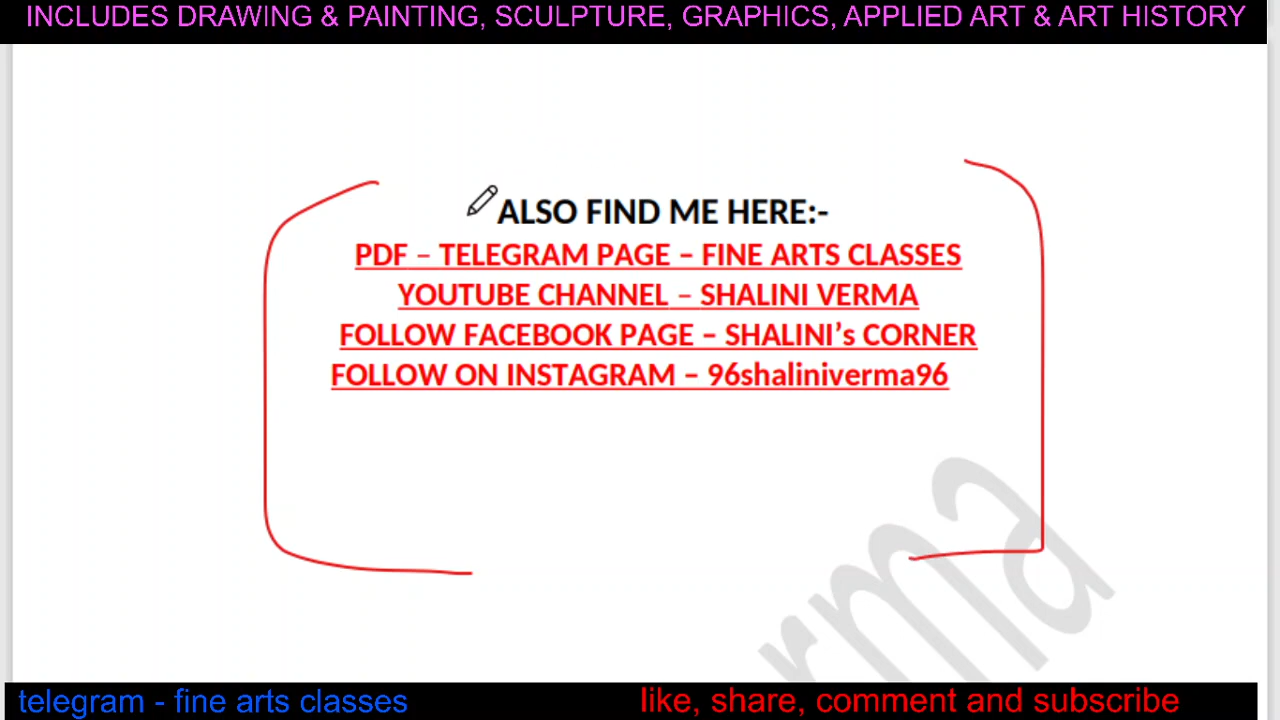 INCLUDES DRAWING & PAINTING, SCULPTURE, GRAPHICS, APPLIED ART & ART HISTORY
ALSO FIND ME HERE:-
PDF – TELEGRAM PAGE – FINE ARTS CLASSES
YOUTUBE CHANNEL – SHALINI VERMA
FOLLOW FACEBOOK PAGE – SHALINI’s CORNER
FOLLOW ON INSTAGRAM – 96shaliniverma96
rma
telegram - fine arts classes
like, share, comment and subscribe